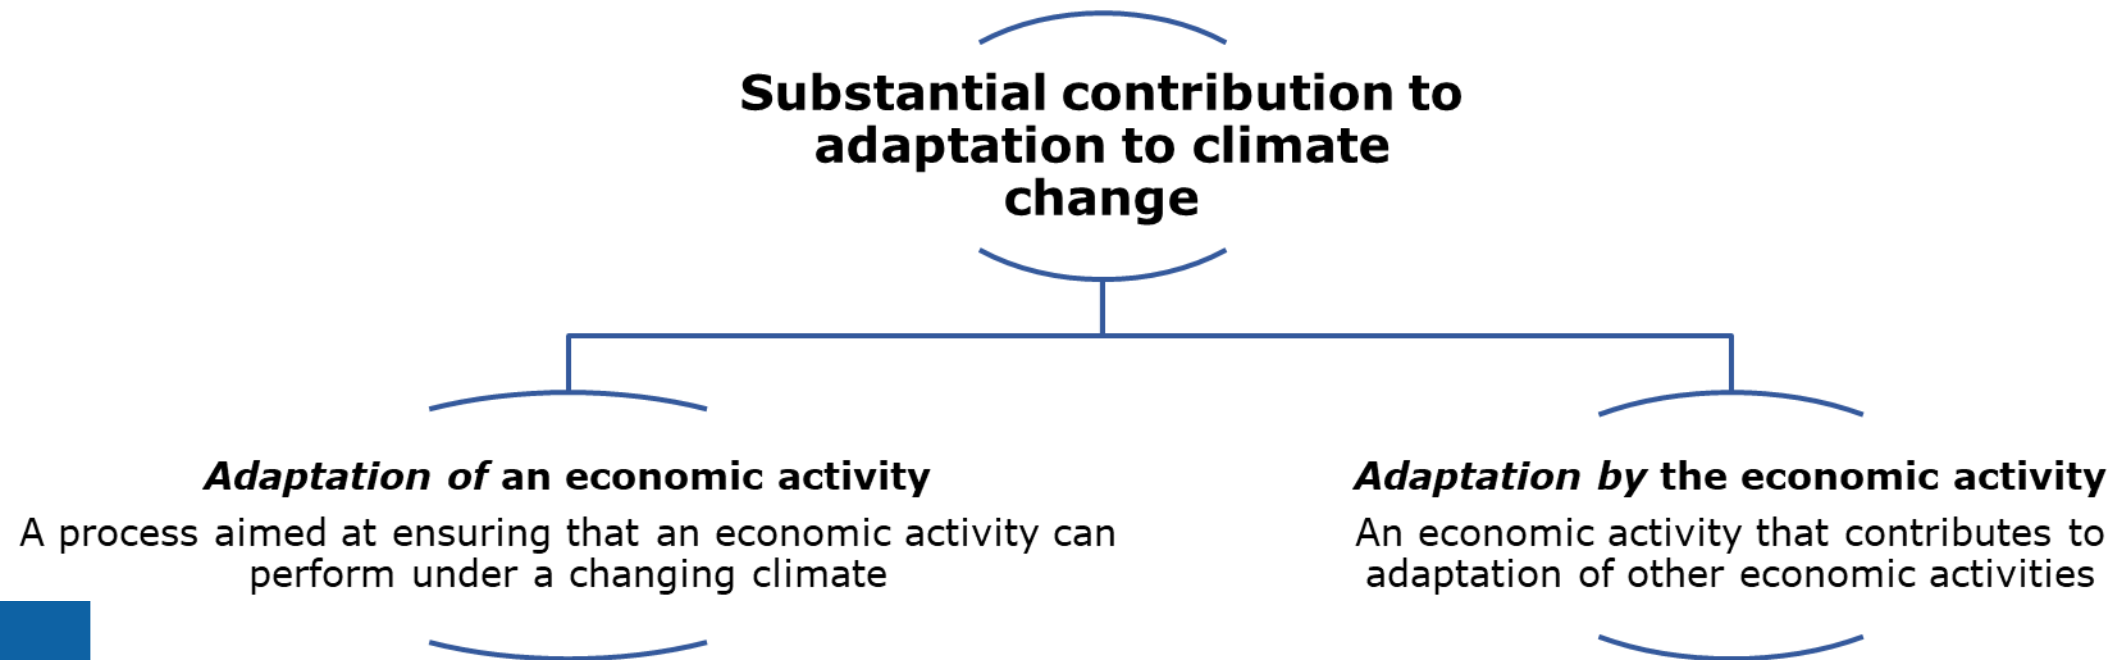 Substantial contribution to
adaptation to climate
change
Adaptation of an economic activity
A process aimed at ensuring that an economic activity can
perform under a changing climate
Adaptation by the economic activity
An economic activity that contributes to
adaptation of other economic activities